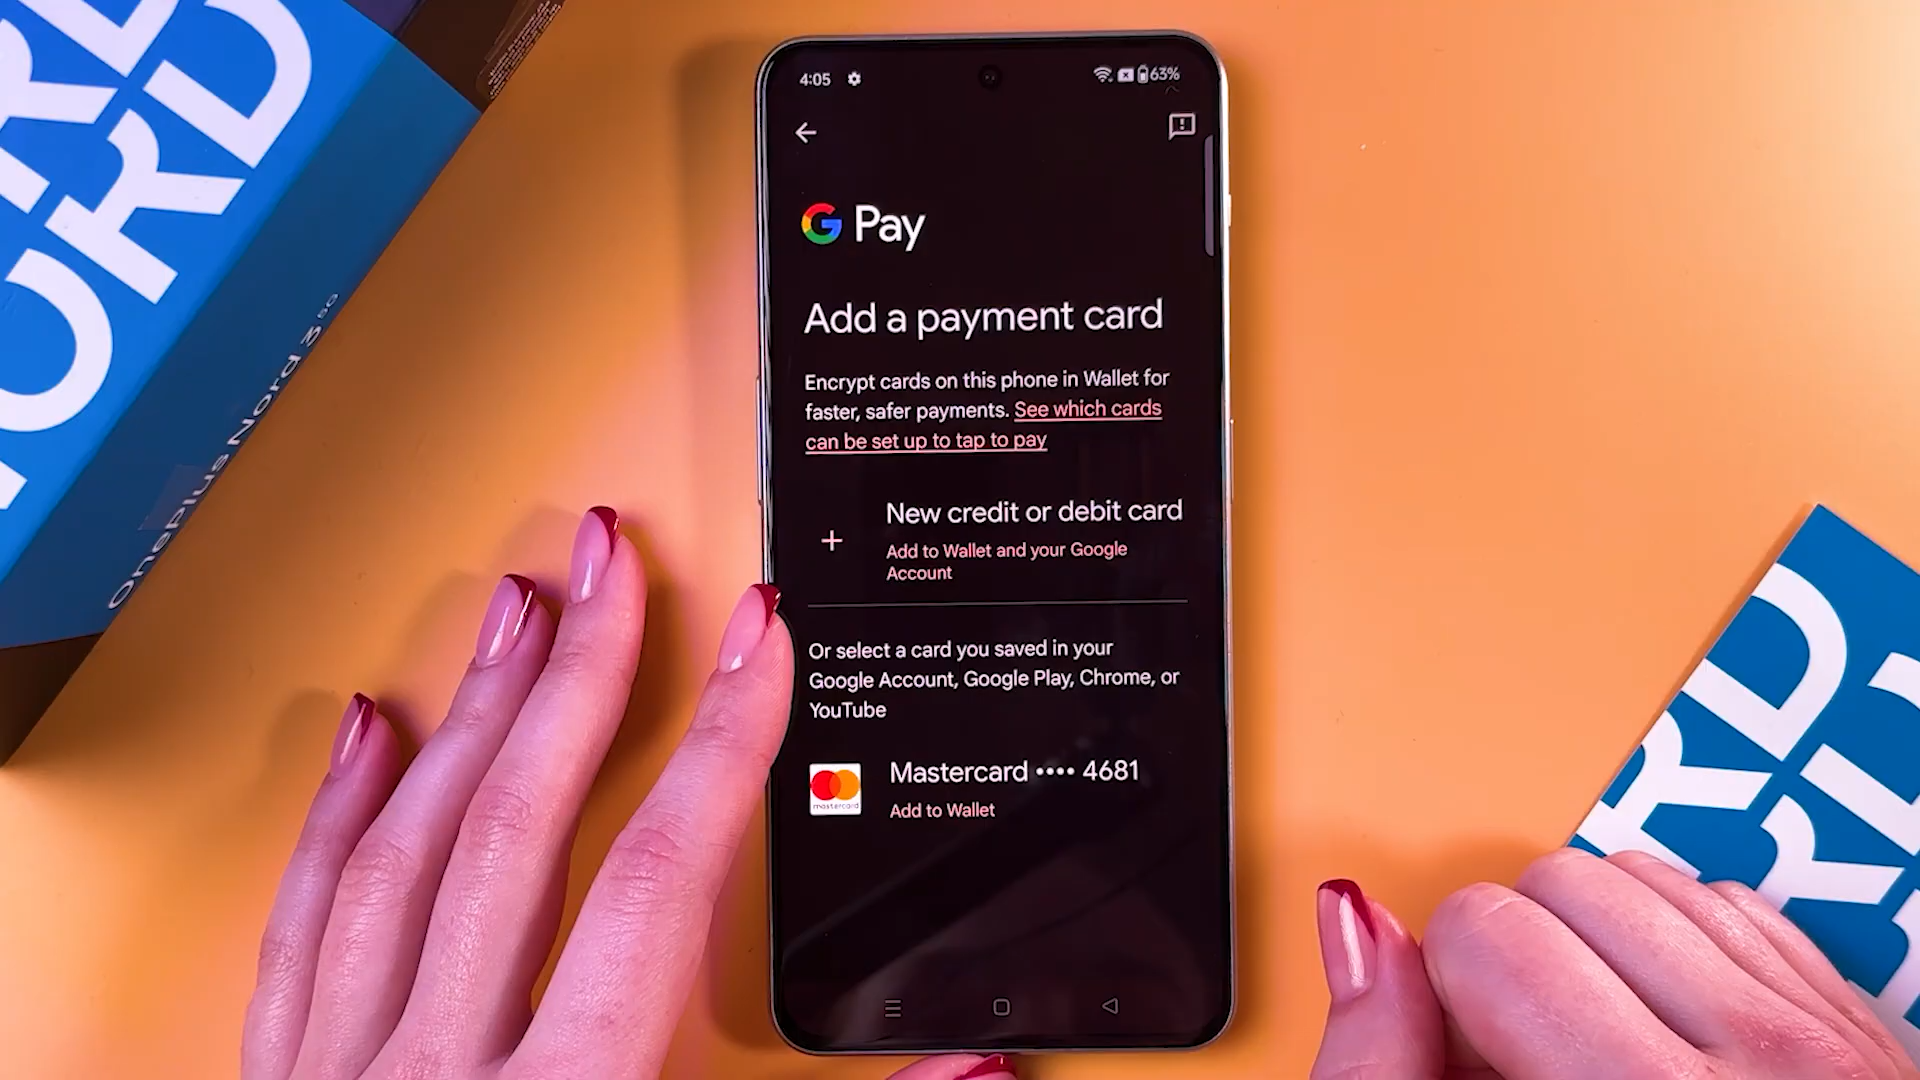 4:05
63%
G Pay
Add a payment card
Encrypt cards on this phone in Wallet for
faster, safer payments. See which cards
can be set up to tap to pay
New credit or debit card
Add to Wallet and your Google
Account
Or select a card you saved in your
Google Account, Google Play, Chrome, or
YouTube
Mastercard •••• 4681
mastercard
Add to Wallet
OnePlus Nord 3 5G